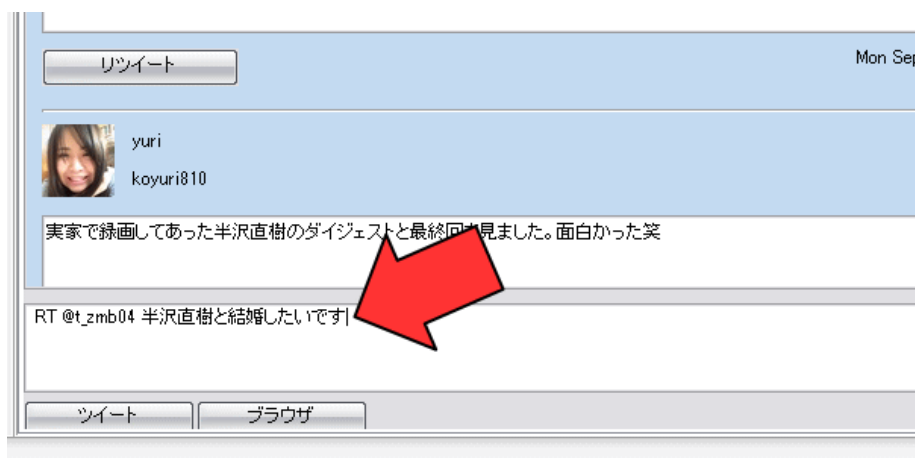 リツイート
Mon Sep
yuri
koyuri810
実家で録画してあった半沢直樹のダイジェストと最終回を見ました。面白かった笑
RT @t_zmb04 半沢直樹と結婚したいです
ツイート
ブラウザ